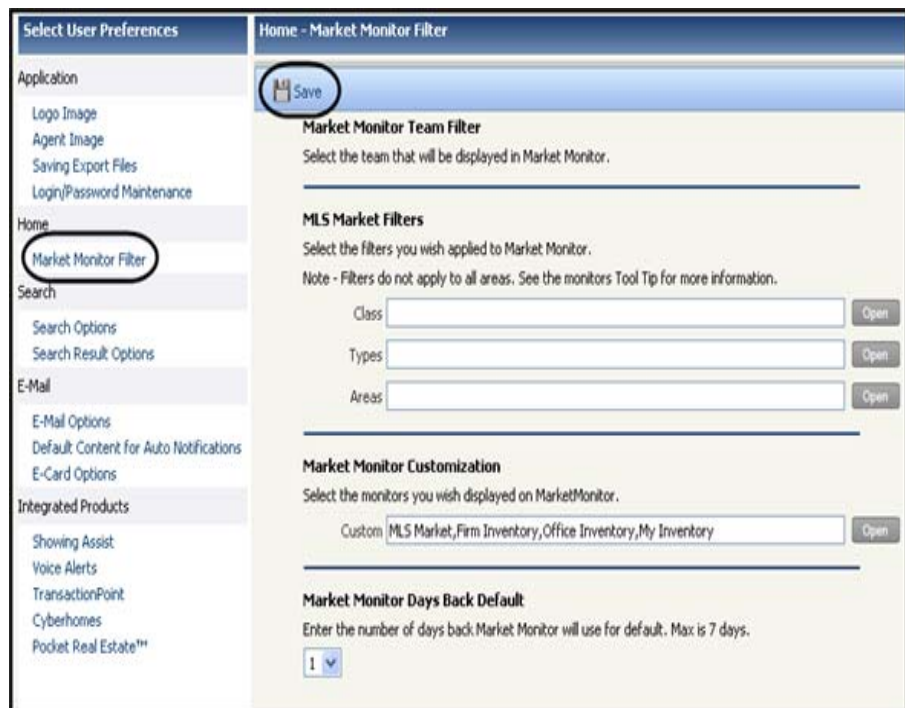 Select User Preferences
Application
Logo Image
Agent Image
Saving Export Files
Login/Password Maintenance
Home
Market Monitor Filter
Search
Search Options
Search Result Options
E-Mail
E-Mail Options
Default Content for Auto Notifications
E-Card Options
Integrated Products
Showing Assist
Voice Alerts
TransactionPoint
Cyberhomes
Pocket Real Estate™
Home - Market Monitor Filter
Save
Market Monitor Team Filter
Select the team that will be displayed in Market Monitor.
MLS Market Filters
Select the filters you wish applied to Market Monitor.
Note - Filters do not apply to all areas. See the monitors Tool Tip for more information.
Class Open
Types Open
Areas Open
Market Monitor Customization
Select the monitors you wish displayed on MarketMonitor.
Custom MLS Market,Firm Inventory,Office Inventory,My Inventory Open
Market Monitor Days Back Default
Enter the number of days back Market Monitor will use for default. Max is 7 days.
1